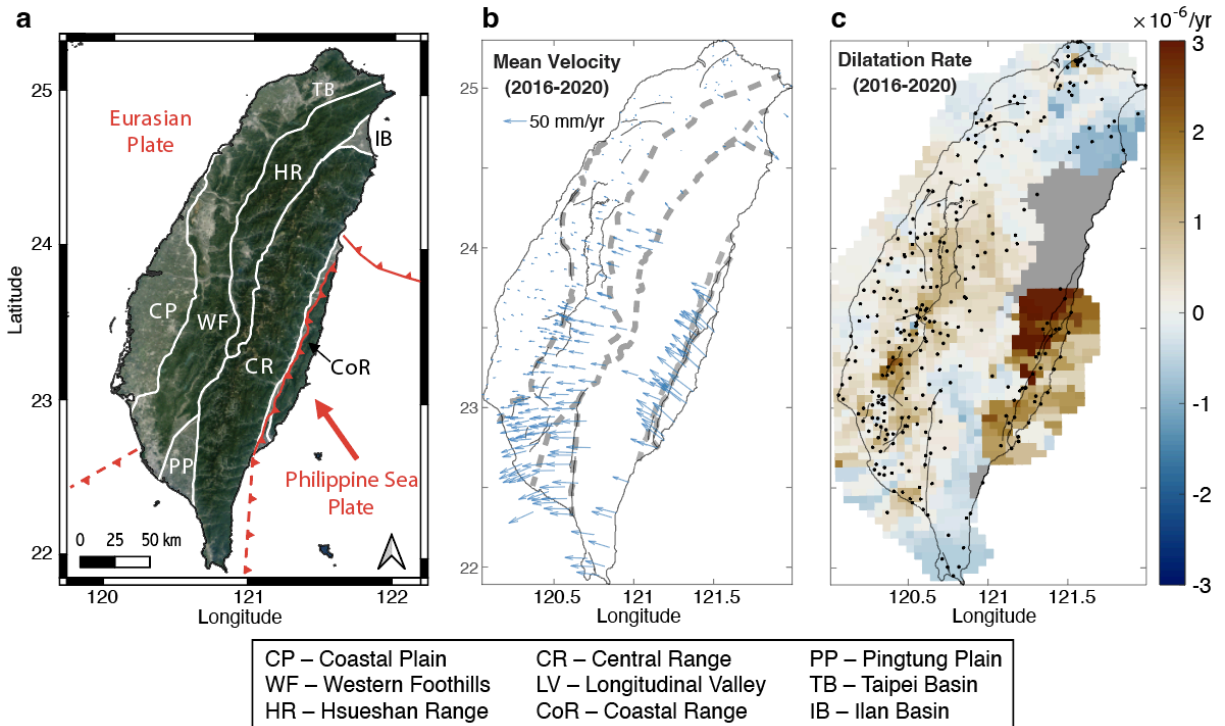 a
Eurasian
Plate
TB
IB
HR
CP
WF
CR
CoR
PP
Philippine Sea
Plate
0 25 50 km
25
24
23
22
Latitude
120 121 122
Longitude
b
Mean Velocity
(2016-2020)
50 mm/yr
25
24
23
22
120.5 121 121.5
Longitude
c
Dilatation Rate
(2016-2020)
120.5 121 121.5
Longitude
×10⁻⁶/yr
3
2
1
0
-1
-2
-3
CP – Coastal Plain CR – Central Range PP – Pingtung Plain
WF – Western Foothills LV – Longitudinal Valley TB – Taipei Basin
HR – Hsueshan Range CoR – Coastal Range IB – Ilan Basin